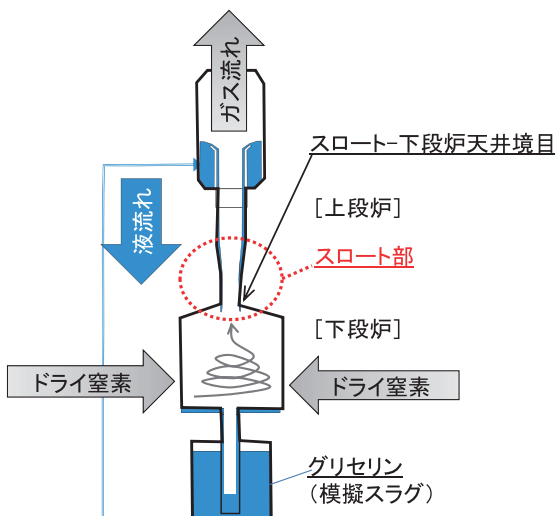 ガス流れ
スロート-下段炉天井境目
液流れ
[上段炉]
スロート部
[下段炉]
ドライ窒素
ドライ窒素
グリセリン
(模擬スラグ)